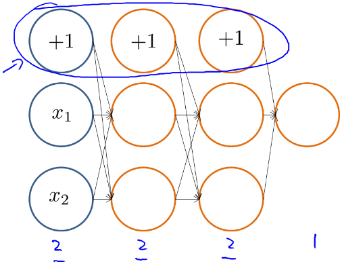 +1 +1 +1
x₁
x₂
2 2 2 1